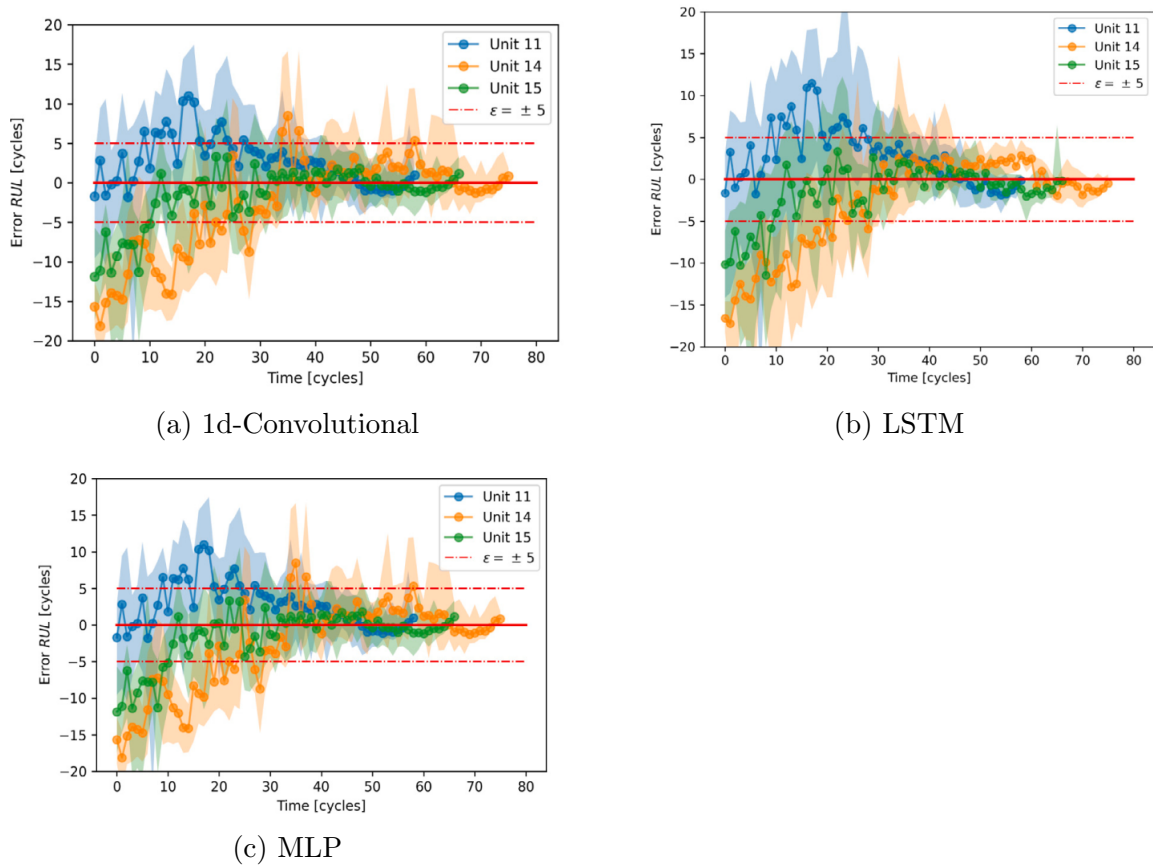 20
15
10
5
0
−5
−10
−15
−20
Error RUL [cycles]
Unit 11
Unit 14
Unit 15
ε = ± 5
0 10 20 30 40 50 60 70 80
Time [cycles]
(a) 1d-Convolutional
20
15
10
5
0
−5
−10
−15
−20
Error RUL [cycles]
Unit 11
Unit 14
Unit 15
ε = ± 5
0 10 20 30 40 50 60 70 80
Time [cycles]
(b) LSTM
20
15
10
5
0
−5
−10
−15
−20
Error RUL [cycles]
Unit 11
Unit 14
Unit 15
ε = ± 5
0 10 20 30 40 50 60 70 80
Time [cycles]
(c) MLP